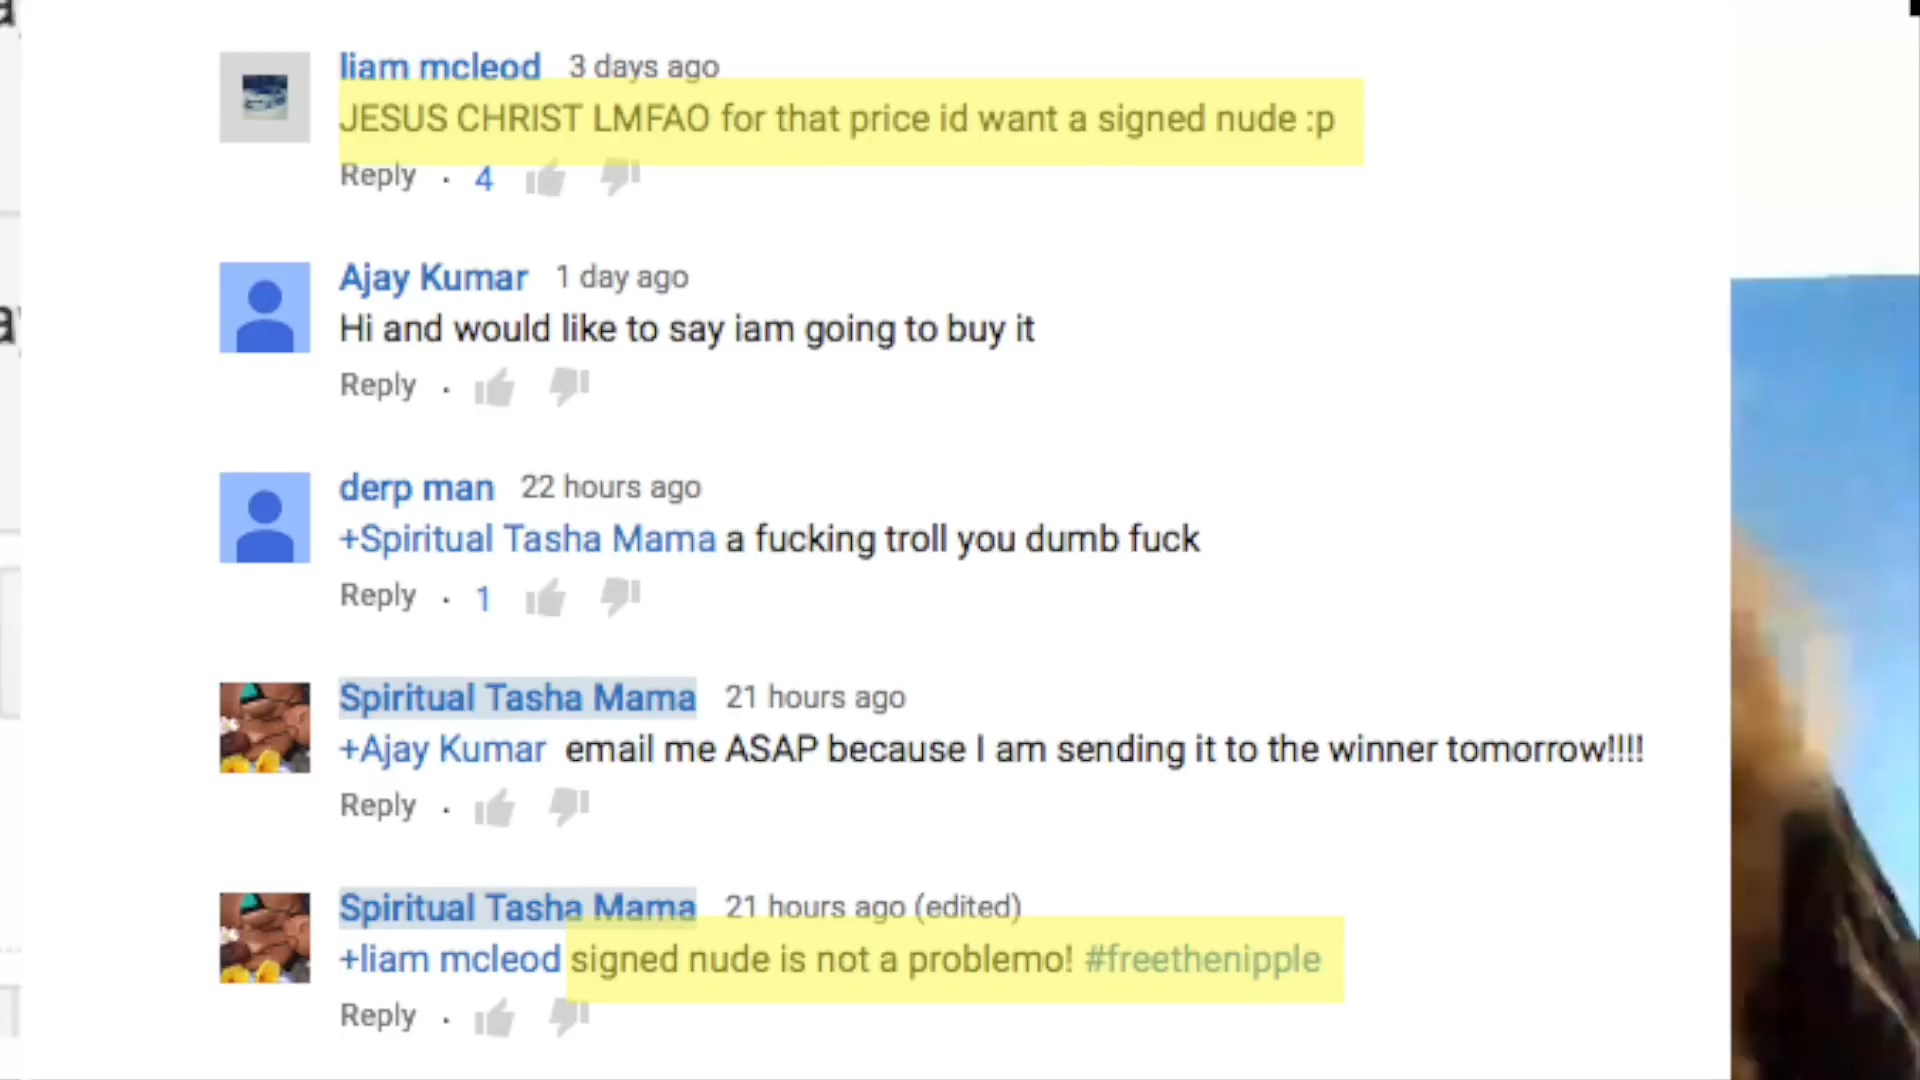 liam mcleod 3 days ago
JESUS CHRIST LMFAO for that price id want a signed nude :p
Reply · 4
Ajay Kumar 1 day ago
Hi and would like to say iam going to buy it
Reply ·
derp man 22 hours ago
+Spiritual Tasha Mama a fucking troll you dumb fuck
Reply · 1
Spiritual Tasha Mama 21 hours ago
+Ajay Kumar email me ASAP because I am sending it to the winner tomorrow!!!!
Reply ·
Spiritual Tasha Mama 21 hours ago (edited)
+liam mcleod signed nude is not a problemo! #freethenipple
Reply ·